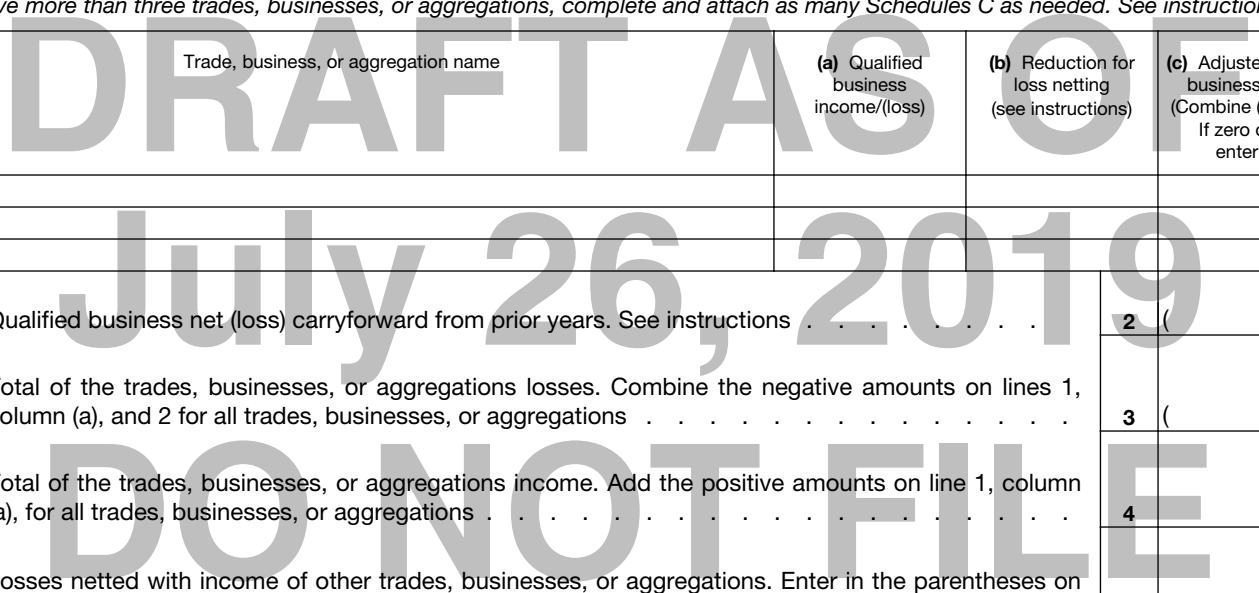 ve more than three trades, businesses, or aggregations, complete and attach as many Schedules C as needed. See instruction
DRAFT AS OF
Trade, business, or aggregation name
(a) Qualified
business
income/(loss)
(b) Reduction for
loss netting
(see instructions)
(c) Adjuste
business
(Combine (
If zero o
enter
July 26, 2019
Qualified business net (loss) carryforward from prior years. See instructions . . . . . . . . 2 (
otal of the trades, businesses, or aggregations losses. Combine the negative amounts on lines 1,
olumn (a), and 2 for all trades, businesses, or aggregations . . . . . . . . . . . . . . 3 (
DO NOT FILE
otal of the trades, businesses, or aggregations income. Add the positive amounts on line 1, column
a), for all trades, businesses, or aggregations . . . . . . . . . . . . . . . . . . . 4
osses netted with income of other trades, businesses, or aggregations. Enter in the parentheses on